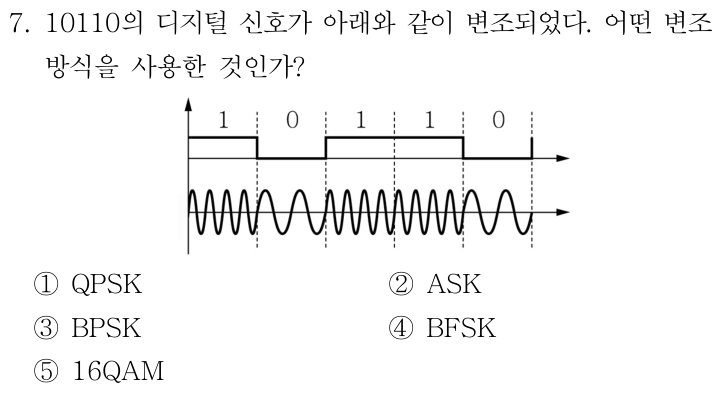 7. 10110의 디지털 신호가 아래와 같이 변조되었다. 어떤 변조
방식을 사용한 것인가?
1 0 1 1 0
① QPSK ② ASK
③ BPSK ④ BFSK
⑤ 16QAM